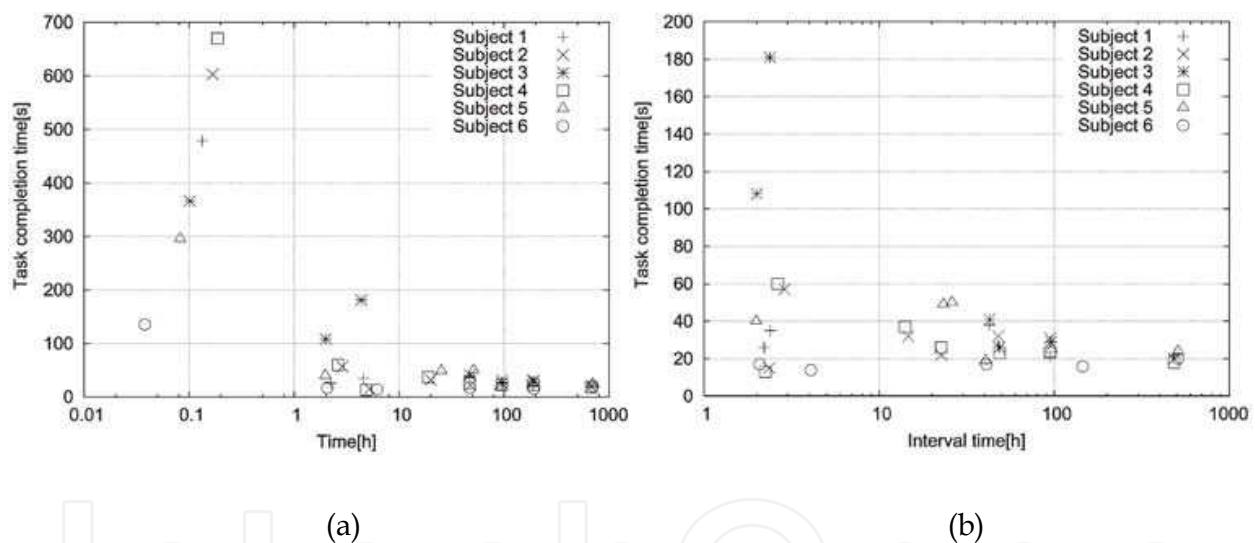 700
600
500
400
300
200
100
0
Task completion time[s]
0.01
0.1
1
10
100
1000
Time[h]
Subject 1
Subject 2
Subject 3
Subject 4
Subject 5
Subject 6
(a)
200
180
160
140
120
100
80
60
40
20
0
Task completion time[s]
1
10
100
1000
Interval time[h]
Subject 1
Subject 2
Subject 3
Subject 4
Subject 5
Subject 6
(b)